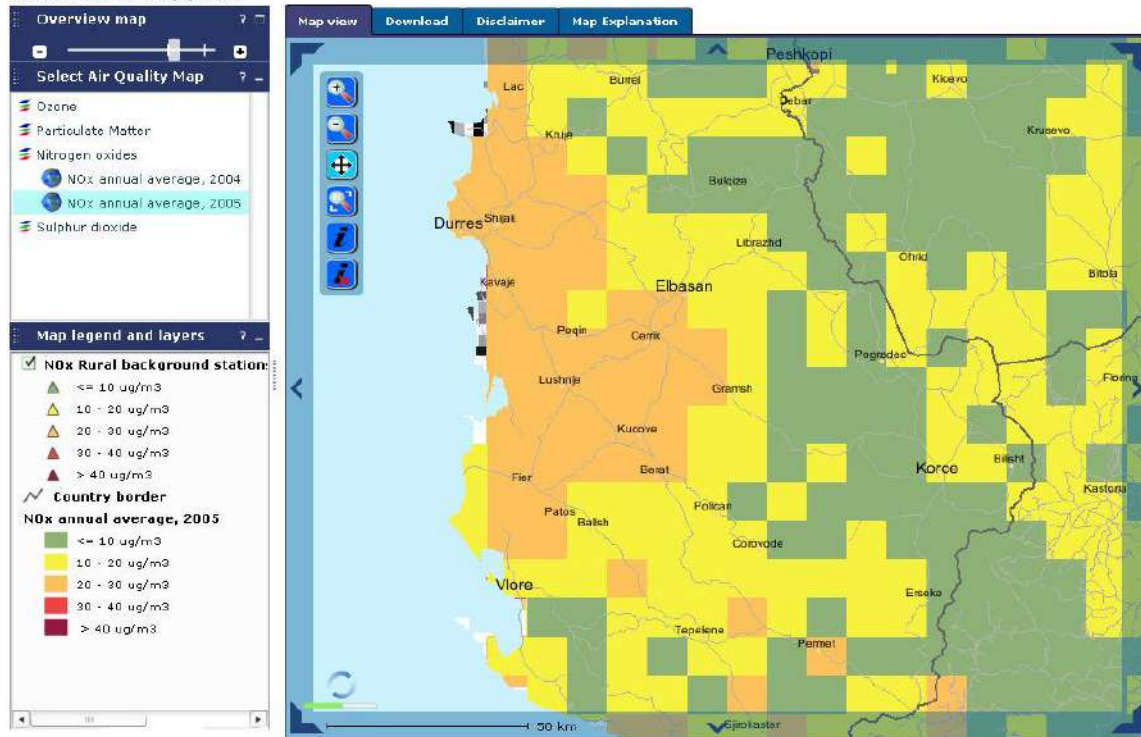 Overview map ?
Select Air Quality Map ? _
Ozone
Particulate Matter
Nitrogen oxides
NOx annual average, 2004
NOx annual average, 2005
Sulphur dioxide
Map legend and layers ? _
NOx Rural background station
<= 10 ug/m3
10 - 20 ug/m3
20 - 30 ug/m3
30 - 40 ug/m3
> 40 ug/m3
Country border
NOx annual average, 2005
<= 10 ug/m3
10 - 20 ug/m3
20 - 30 ug/m3
30 - 40 ug/m3
> 40 ug/m3
Map view Download Disclaimer Map Explanation
Peshkopi
Lac Burrel Kicevo
Debar
Kruje Krusevo
Bulqize
Durres Shijak
Librazhd
Ohrid
Kavaje Elbasan Bitola
Peqin Cerrik
Pogradec
Lushnje Gramsh Florina
Kucove
Fier Berat Korce Bilisht
Kastoria
Patos Ballsh Polican
Corovode
Vlore Erseke
Tepelene Permet
50 km Gjirokaster